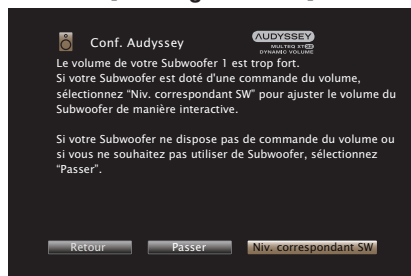 Conf. Audyssey
AUDYSSEY
MULTEQ XT32
DYNAMIC VOLUME
Le volume de votre Subwoofer 1 est trop fort.
Si votre Subwoofer est doté d'une commande du volume,
sélectionnez "Niv. correspondant SW" pour ajuster le volume du
Subwoofer de manière interactive.
Si votre Subwoofer ne dispose pas de commande du volume ou
si vous ne souhaitez pas utiliser de Subwoofer, sélectionnez
"Passer".
Retour
Passer
Niv. correspondant SW